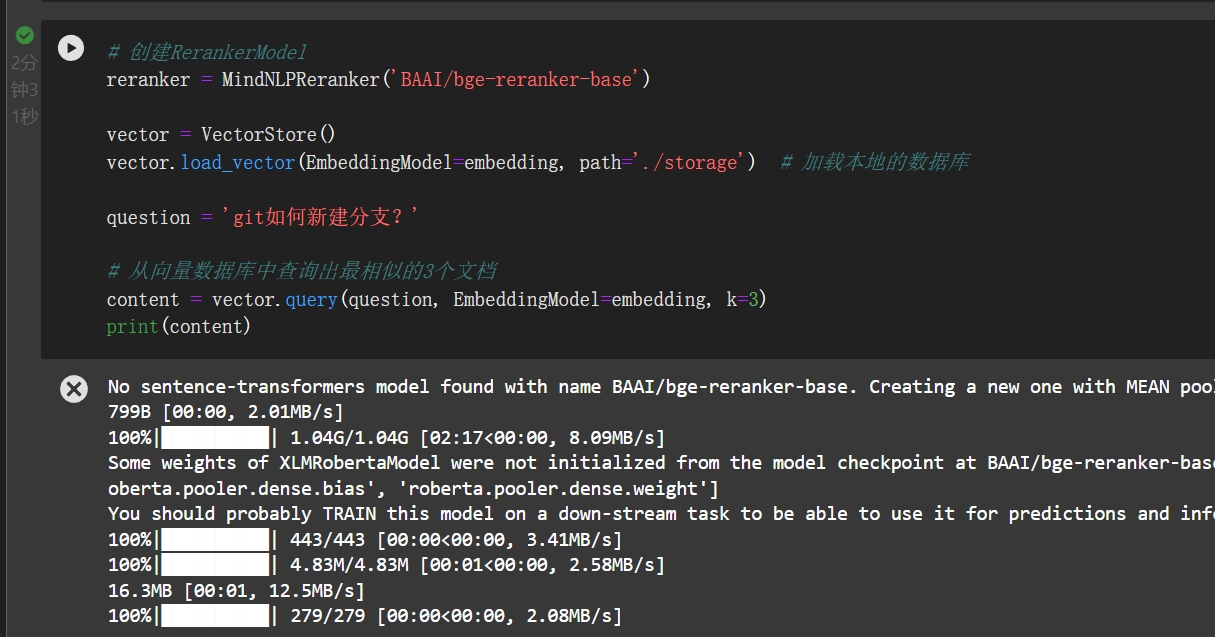 2分
钟3
1秒
# 创建RerankerModel
reranker = MindNLPReranker('BAAI/bge-reranker-base')
vector = VectorStore()
vector.load_vector(EmbeddingModel=embedding, path='./storage')  # 加载本地的数据库
question = 'git如何新建分支？'
# 从向量数据库中查询出最相似的3个文档
content = vector.query(question, EmbeddingModel=embedding, k=3)
print(content)
No sentence-transformers model found with name BAAI/bge-reranker-base. Creating a new one with MEAN
799B [00:00, 2.01MB/s]
100%|██████████| 1.04G/1.04G [02:17<00:00, 8.09MB/s]
Some weights of XLMRobertaModel were not initialized from the model checkpoint at BAAI/bge-reranker-base
oberta.pooler.dense.bias', 'roberta.pooler.dense.weight']
You should probably TRAIN this model on a down-stream task to be able to use it for predictions and
100%|██████████| 443/443 [00:00<00:00, 3.41MB/s]
100%|██████████| 4.83M/4.83M [00:01<00:00, 2.58MB/s]
16.3MB [00:01, 12.5MB/s]
100%|██████████| 279/279 [00:00<00:00, 2.08MB/s]